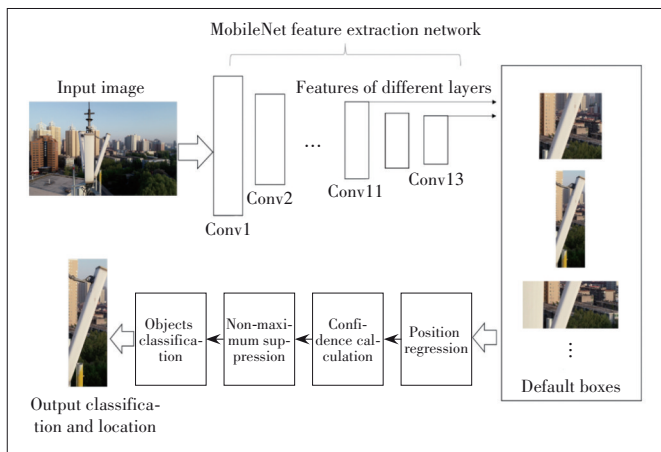 MobileNet feature extraction network
Input image
Features of different layers
...
Conv1
Conv2
Conv11
Conv13
...
Default boxes
Position
regression
Confi-
dence cal-
culation
Non-maxi-
mum sup-
pression
Objects
classifica-
tion
Output classifica-
tion and location